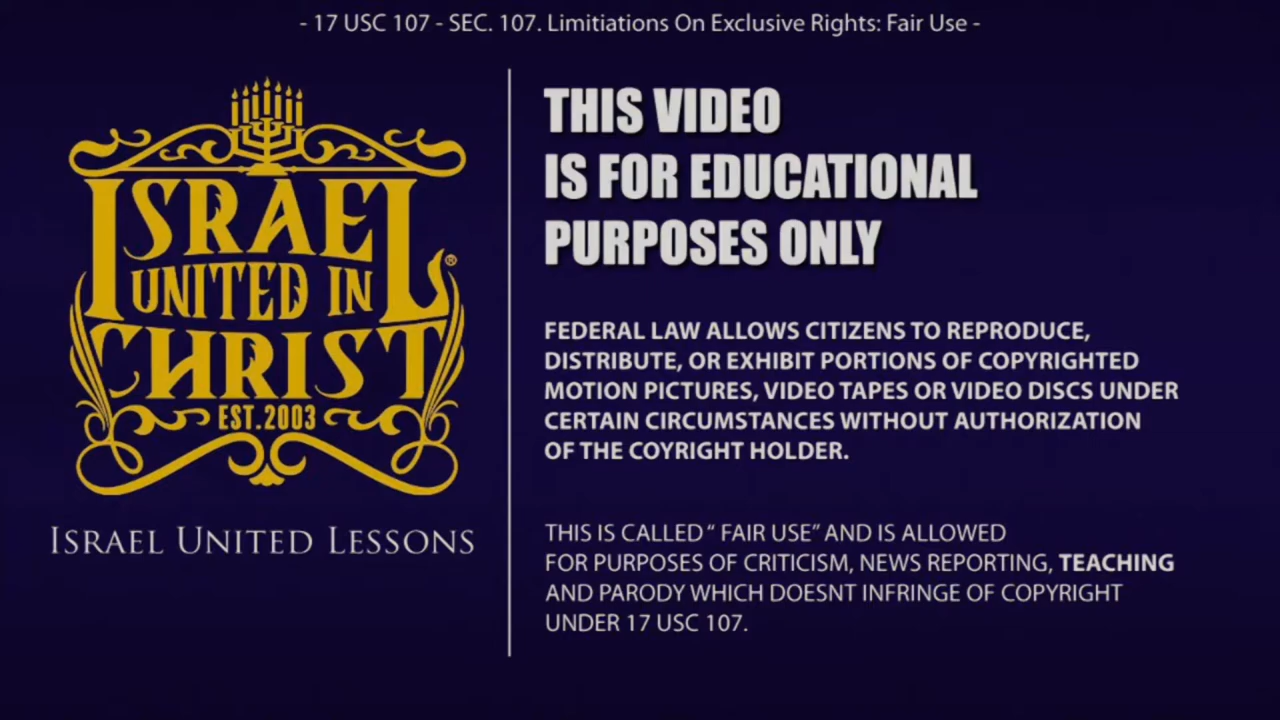 - 17 USC 107 - SEC. 107. Limitiations On Exclusive Rights: Fair Use -
ISRAEL
UNITED IN
CHRIST
®
EST.2003
ISRAEL UNITED LESSONS
THIS VIDEO
IS FOR EDUCATIONAL
PURPOSES ONLY
FEDERAL LAW ALLOWS CITIZENS TO REPRODUCE,
DISTRIBUTE, OR EXHIBIT PORTIONS OF COPYRIGHTED
MOTION PICTURES, VIDEO TAPES OR VIDEO DISCS UNDER
CERTAIN CIRCUMSTANCES WITHOUT AUTHORIZATION
OF THE COYRIGHT HOLDER.
THIS IS CALLED “ FAIR USE” AND IS ALLOWED
FOR PURPOSES OF CRITICISM, NEWS REPORTING, TEACHING
AND PARODY WHICH DOESNT INFRINGE OF COPYRIGHT
UNDER 17 USC 107.